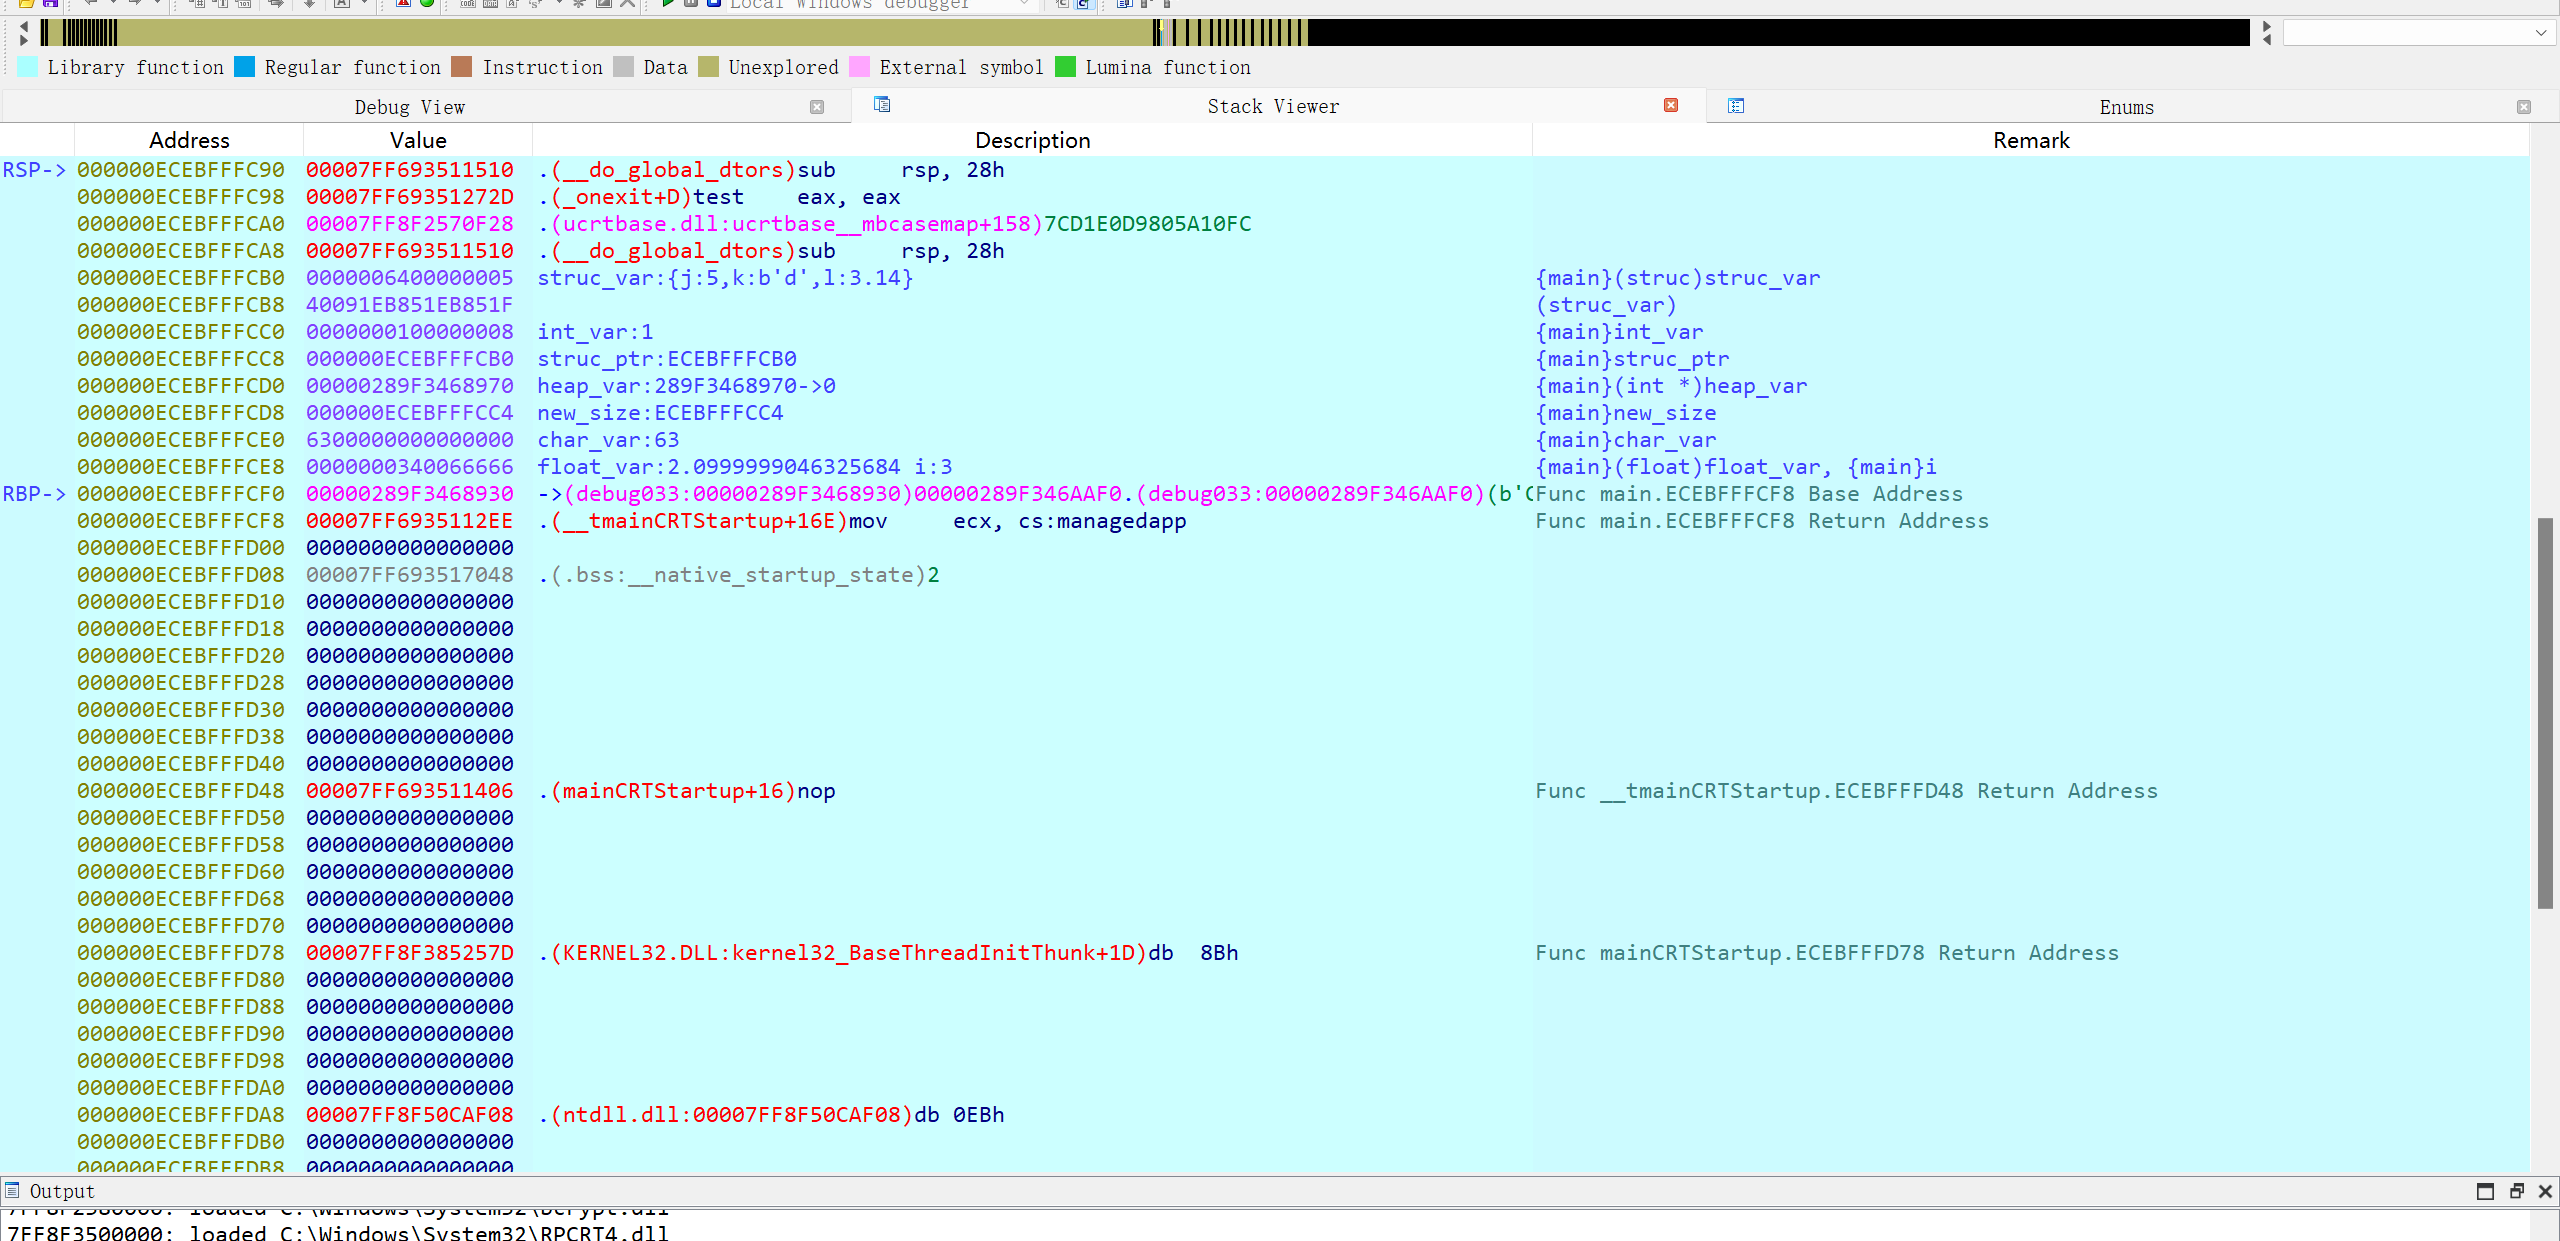 Local Windows debugger
Library function Regular function Instruction Data Unexplored External symbol Lumina function
Debug View Stack Viewer Enums
Address Value Description Remark
RSP-> 000000ECEBFFFC90 00007FF693511510 .(__do_global_dtors)sub rsp, 28h
000000ECEBFFFC98 00007FF69351272D .(_onexit+D)test eax, eax
000000ECEBFFFCA0 00007FF8F2570F28 .(ucrtbase.dll:ucrtbase__mbcasemap+158)7CD1E0D9805A10FC
000000ECEBFFFCA8 00007FF693511510 .(__do_global_dtors)sub rsp, 28h
000000ECEBFFFCB0 0000006400000005 struc_var:{j:5,k:b'd',l:3.14} {main}(struc)struc_var
000000ECEBFFFCB8 40091EB851EB851F (struc_var)
000000ECEBFFFCC0 0000000100000008 int_var:1 {main}int_var
000000ECEBFFFCC8 000000ECEBFFFCB0 struc_ptr:ECEBFFFCB0 {main}struc_ptr
000000ECEBFFFCD0 00000289F3468970 heap_var:289F3468970->0 {main}(int *)heap_var
000000ECEBFFFCD8 000000ECEBFFFCC4 new_size:ECEBFFFCC4 {main}new_size
000000ECEBFFFCE0 6300000000000000 char_var:63 {main}char_var
000000ECEBFFFCE8 0000000340066666 float_var:2.0999999046325684 i:3 {main}(float)float_var, {main}i
RBP-> 000000ECEBFFFCF0 00000289F3468930 ->(debug033:00000289F3468930)00000289F346AAF0.(debug033:00000289F346AAF0)(b'C Func main.ECEBFFFCF8 Base Address
000000ECEBFFFCF8 00007FF6935112EE .(__tmainCRTStartup+16E)mov ecx, cs:managedapp Func main.ECEBFFFCF8 Return Address
000000ECEBFFFD00 0000000000000000
000000ECEBFFFD08 00007FF693517048 .(.bss:__native_startup_state)2
000000ECEBFFFD10 0000000000000000
000000ECEBFFFD18 0000000000000000
000000ECEBFFFD20 0000000000000000
000000ECEBFFFD28 0000000000000000
000000ECEBFFFD30 0000000000000000
000000ECEBFFFD38 0000000000000000
000000ECEBFFFD40 0000000000000000
000000ECEBFFFD48 00007FF693511406 .(mainCRTStartup+16)nop Func __tmainCRTStartup.ECEBFFFD48 Return Address
000000ECEBFFFD50 0000000000000000
000000ECEBFFFD58 0000000000000000
000000ECEBFFFD60 0000000000000000
000000ECEBFFFD68 0000000000000000
000000ECEBFFFD70 0000000000000000
000000ECEBFFFD78 00007FF8F385257D .(KERNEL32.DLL:kernel32_BaseThreadInitThunk+1D)db 8Bh Func mainCRTStartup.ECEBFFFD78 Return Address
000000ECEBFFFD80 0000000000000000
000000ECEBFFFD88 0000000000000000
000000ECEBFFFD90 0000000000000000
000000ECEBFFFD98 0000000000000000
000000ECEBFFFDA0 0000000000000000
000000ECEBFFFDA8 00007FF8F50CAF08 .(ntdll.dll:00007FF8F50CAF08)db 0EBh
000000ECEBFFFDB0 0000000000000000
000000ECEBFFFDB8 0000000000000000
Output
loaded C:\Windows\System32\bcrypt.dll
7FF8F3500000: loaded C:\Windows\System32\RPCRT4.dll